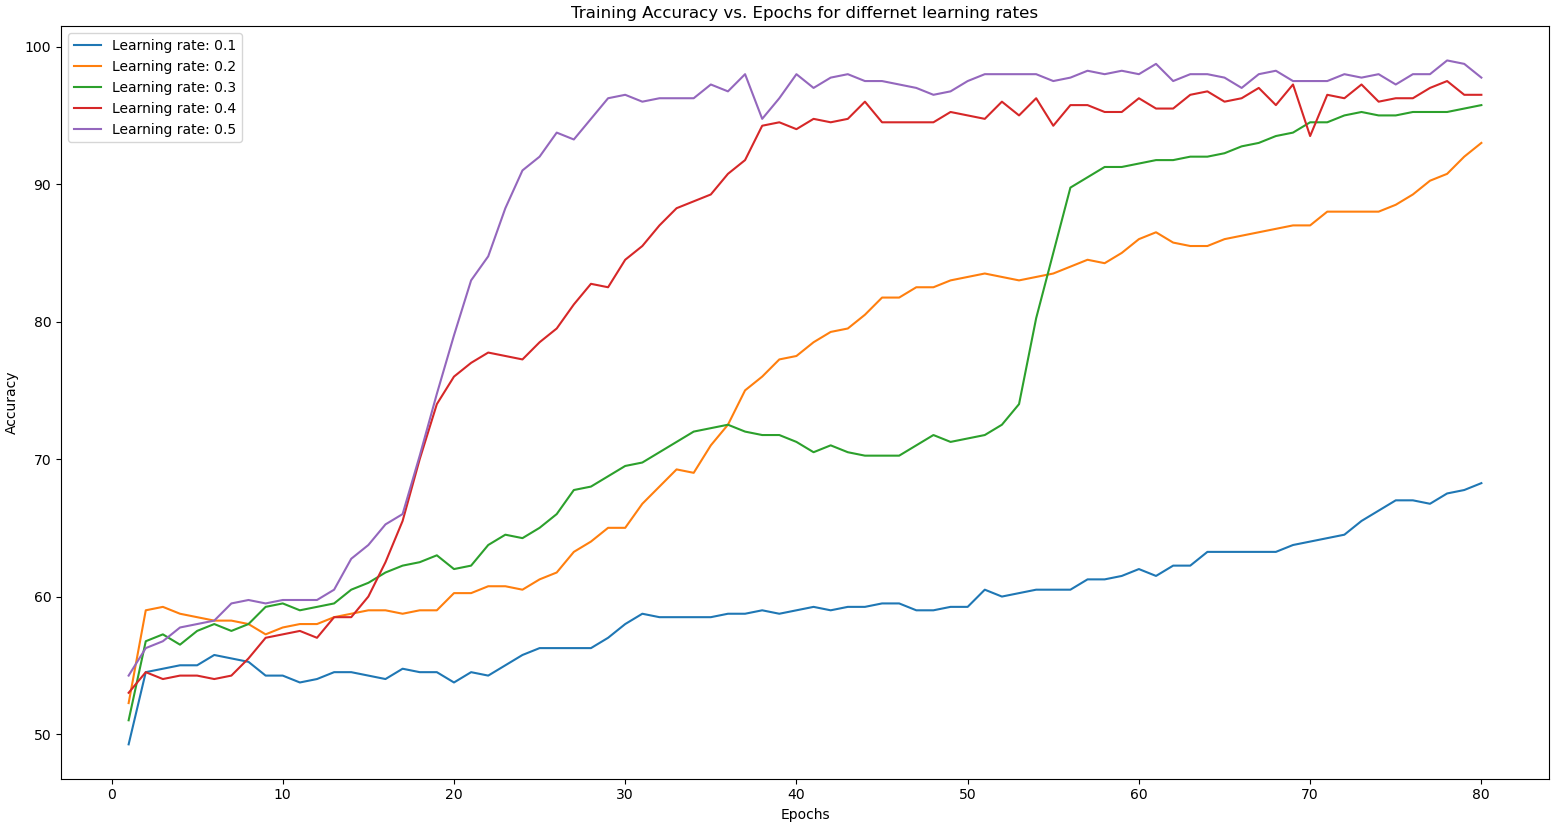 Training Accuracy vs. Epochs for differnet learning rates
Learning rate: 0.1
Learning rate: 0.2
Learning rate: 0.3
Learning rate: 0.4
Learning rate: 0.5
100
90
80
70
60
50
Accuracy
0 10 20 30 40 50 60 70 80
Epochs